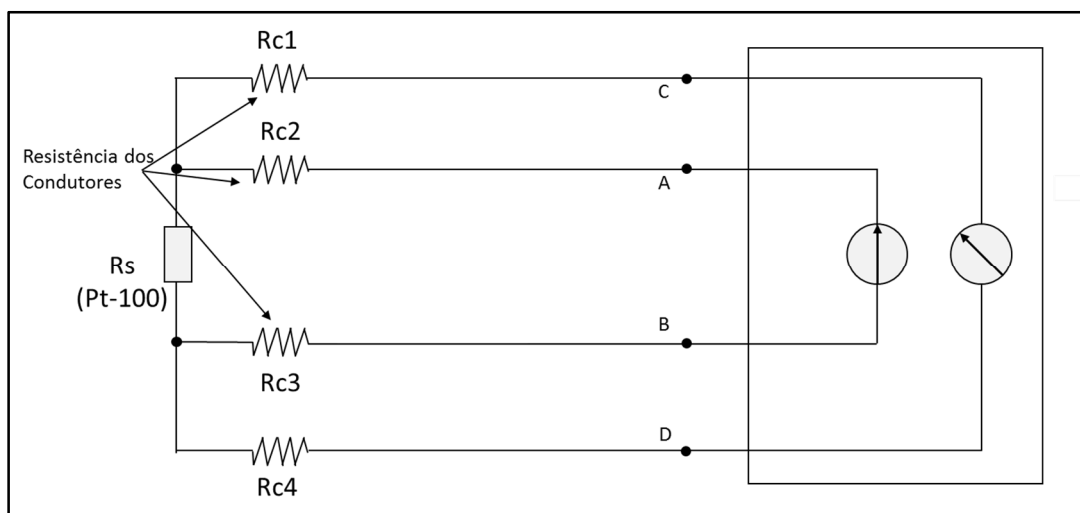 Rc1
C
Rc2
Resistência dos
Condutores
A
Rs
(Pt-100)
B
Rc3
D
Rc4